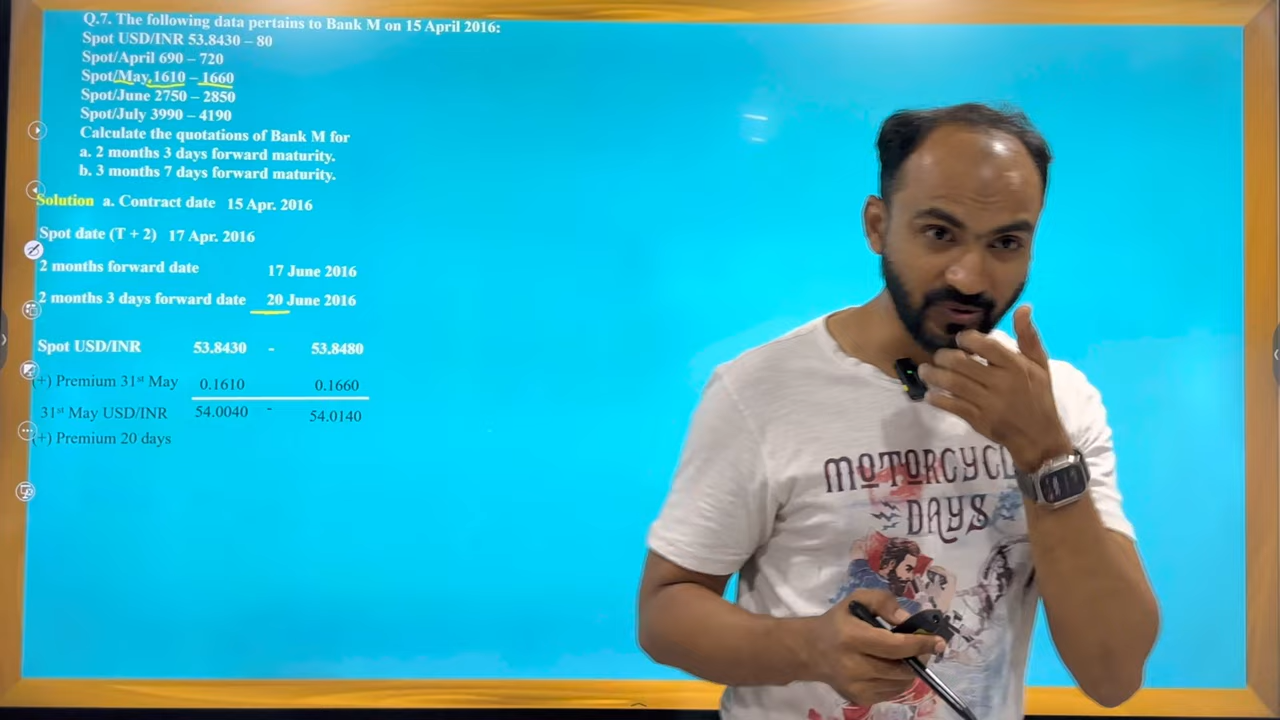 Q.7. The following data pertains to Bank M on 15 April 2016:
Spot USD/INR 53.8430 – 80
Spot/April 690 – 720
Spot/May 1610 – 1660
Spot/June 2750 – 2850
Spot/July 3990 – 4190
Calculate the quotations of Bank M for
a. 2 months 3 days forward maturity.
b. 3 months 7 days forward maturity.
Solution a. Contract date 15 Apr. 2016
Spot date (T + 2) 17 Apr. 2016
2 months forward date 17 June 2016
2 months 3 days forward date 20 June 2016
Spot USD/INR 53.8430 - 53.8480
(+) Premium 31st May 0.1610 0.1660
31st May USD/INR 54.0040 - 54.0140
(+) Premium 20 days
MOTORCYCL
DAYS